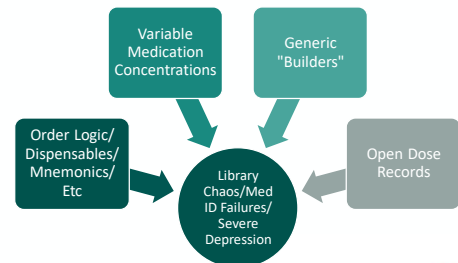 Variable
Medication
Concentrations
Generic
"Builders"
Order Logic/
Dispensables/
Mnemonics/
Etc
Library
Chaos/Med
ID Failures/
Severe
Depression
Open Dose
Records